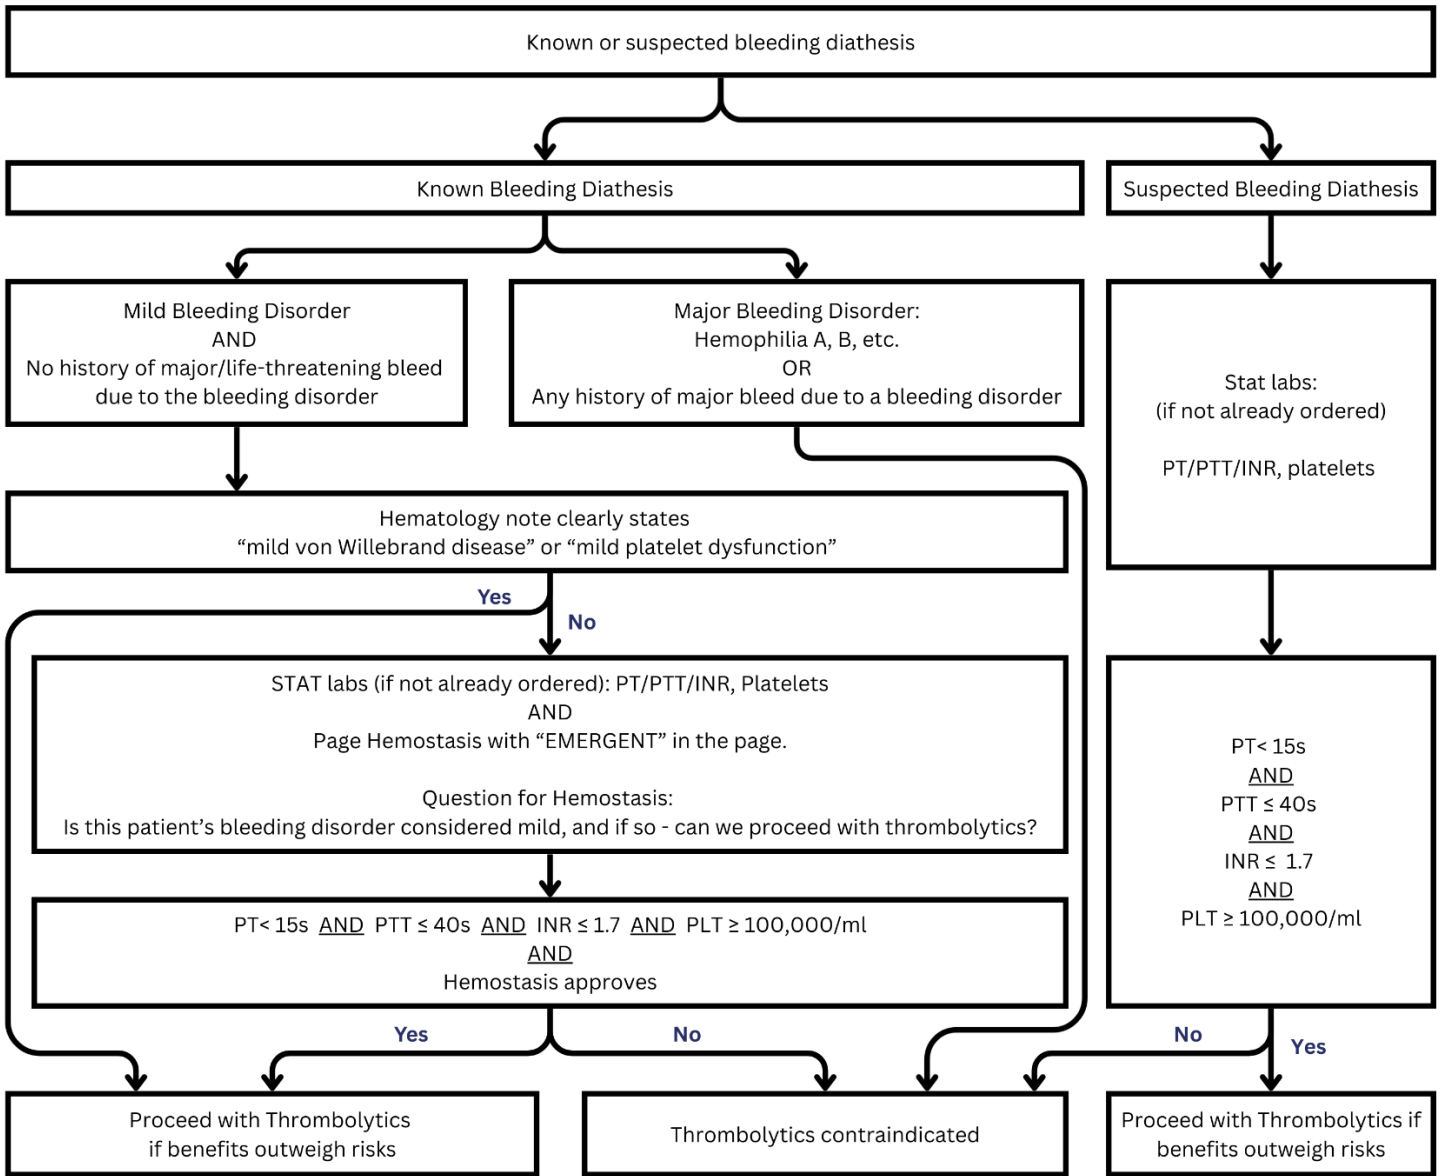 Known or suspected bleeding diathesis
Known Bleeding Diathesis
Suspected Bleeding Diathesis
Mild Bleeding Disorder
AND
No history of major/life-threatening bleed
due to the bleeding disorder
Major Bleeding Disorder:
Hemophilia A, B, etc.
OR
Any history of major bleed due to a bleeding disorder
Stat labs:
(if not already ordered)
PT/PTT/INR, platelets
Hematology note clearly states
“mild von Willebrand disease” or “mild platelet dysfunction”
Yes
No
STAT labs (if not already ordered): PT/PTT/INR, Platelets
AND
Page Hemostasis with “EMERGENT” in the page.
Question for Hemostasis:
Is this patient’s bleeding disorder considered mild, and if so - can we proceed with thrombolytics?
PT< 15s
AND
PTT ≤ 40s
AND
INR ≤ 1.7
AND
PLT ≥ 100,000/ml
PT< 15s AND PTT ≤ 40s AND INR ≤ 1.7 AND PLT ≥ 100,000/ml
AND
Hemostasis approves
Yes
No
No
Yes
Proceed with Thrombolytics
if benefits outweigh risks
Thrombolytics contraindicated
Proceed with Thrombolytics if
benefits outweigh risks